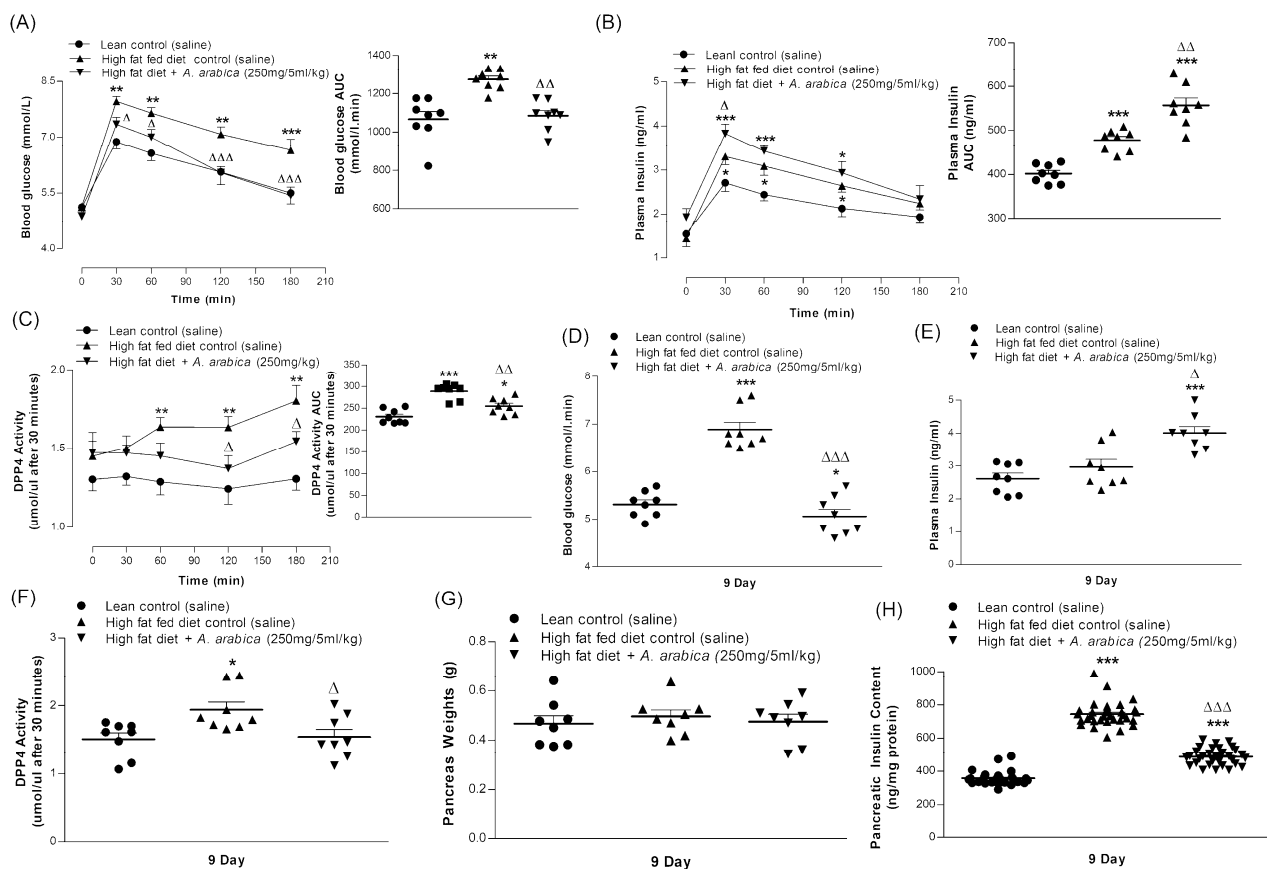 (A)
Lean control (saline)
High fat fed diet control (saline)
High fat diet + A. arabica (250mg/5ml/kg)
Blood glucose (mmol/L)
8.5
7.0
5.5
4.0
** ** ** ***
Δ Δ ΔΔΔ ΔΔΔ
0 30 60 90 120 150 180 210
Time (min)
Blood glucose AUC
(mmol/l.min)
1400
1200
1000
800
600
**
ΔΔ
(B)
Leanl control (saline)
High fat fed diet control (saline)
High fat diet + A. arabica (250mg/5ml/kg)
Plasma Insulin (ng/ml)
5
4
3
2
1
Δ
*** *** *
* * *
0 30 60 90 120 150 180 210
Time (min)
Plasma Insulin
AUC (ng/ml)
700
600
500
400
300
***
ΔΔ
***
(C)
Lean control (saline)
High fat fed diet control (saline)
High fat diet + A. arabica (250mg/kg)
DPP4 Activity
(umol/ul after 30 minutes)
2.0
1.5
1.0
** ** **
Δ Δ
0 30 60 90 120 150 180 210
Time (min)
DPP4 Activity AUC
(umol/ul after 30 minutes)
350
300
250
200
150
100
50
0
***
ΔΔ
*
(D)
Lean control (saline)
High fat fed diet control (saline)
High fat diet + A. arabica (250mg/5ml/kg)
Blood glucose (mmol/l.min)
8
7
6
5
4
***
ΔΔΔ
*
9 Day
(E)
Lean control (saline)
High fat fed diet control (saline)
High fat diet + A. arabica (250mg/5ml/kg)
Plasma Insulin (ng/ml)
5
4
3
2
1
0
Δ
***
9 Day
(F)
Lean control (saline)
High fat fed diet control (saline)
High fat diet + A. arabica (250mg/5ml/kg)
DPP4 Activity
(umol/ul after 30 minutes)
3
2
1
0
*
Δ
9 Day
(G)
Lean control (saline)
High fat fed diet control (saline)
High fat diet + A. arabica (250mg/5ml/kg)
Pancreas Weights (g)
0.8
0.6
0.4
0.2
0.0
9 Day
(H)
Lean control (saline)
High fat fed diet control (saline)
High fat diet + A. arabica (250mg/5ml/kg)
Pancreatic Insulin Content
(ng/mg protein)
1000
800
600
400
200
0
***
ΔΔΔ
***
9 Day